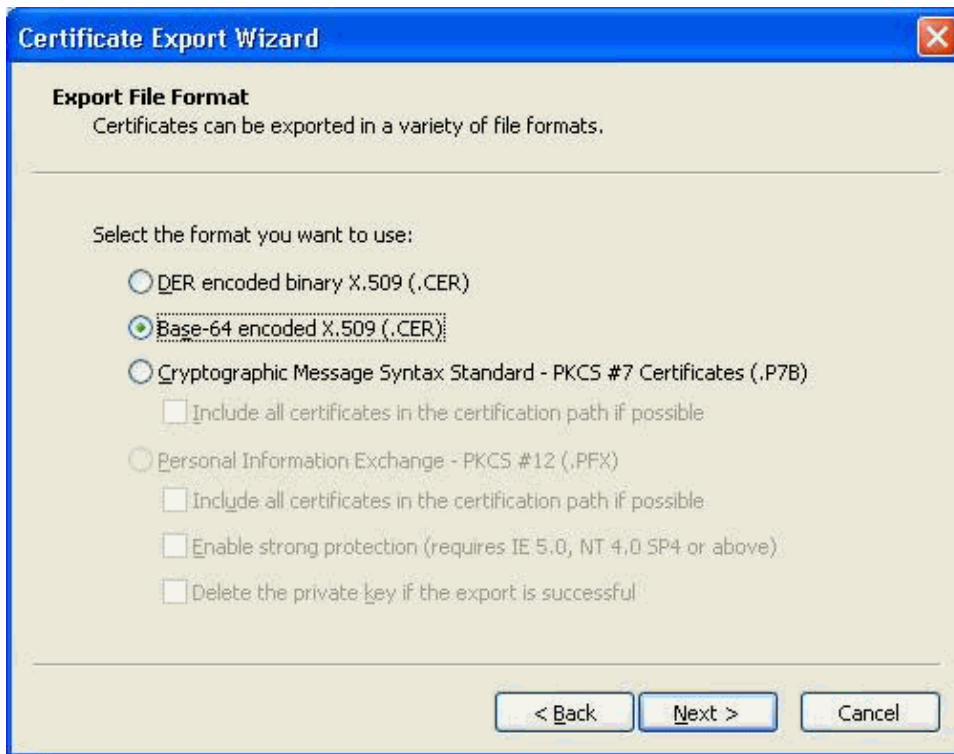 Certificate Export Wizard
Export File Format
Certificates can be exported in a variety of file formats.
Select the format you want to use:
DER encoded binary X.509 (.CER)
Base-64 encoded X.509 (.CER)
Cryptographic Message Syntax Standard - PKCS #7 Certificates (.P7B)
Include all certificates in the certification path if possible
Personal Information Exchange - PKCS #12 (.PFX)
Include all certificates in the certification path if possible
Enable strong protection (requires IE 5.0, NT 4.0 SP4 or above)
Delete the private key if the export is successful
< Back Next > Cancel